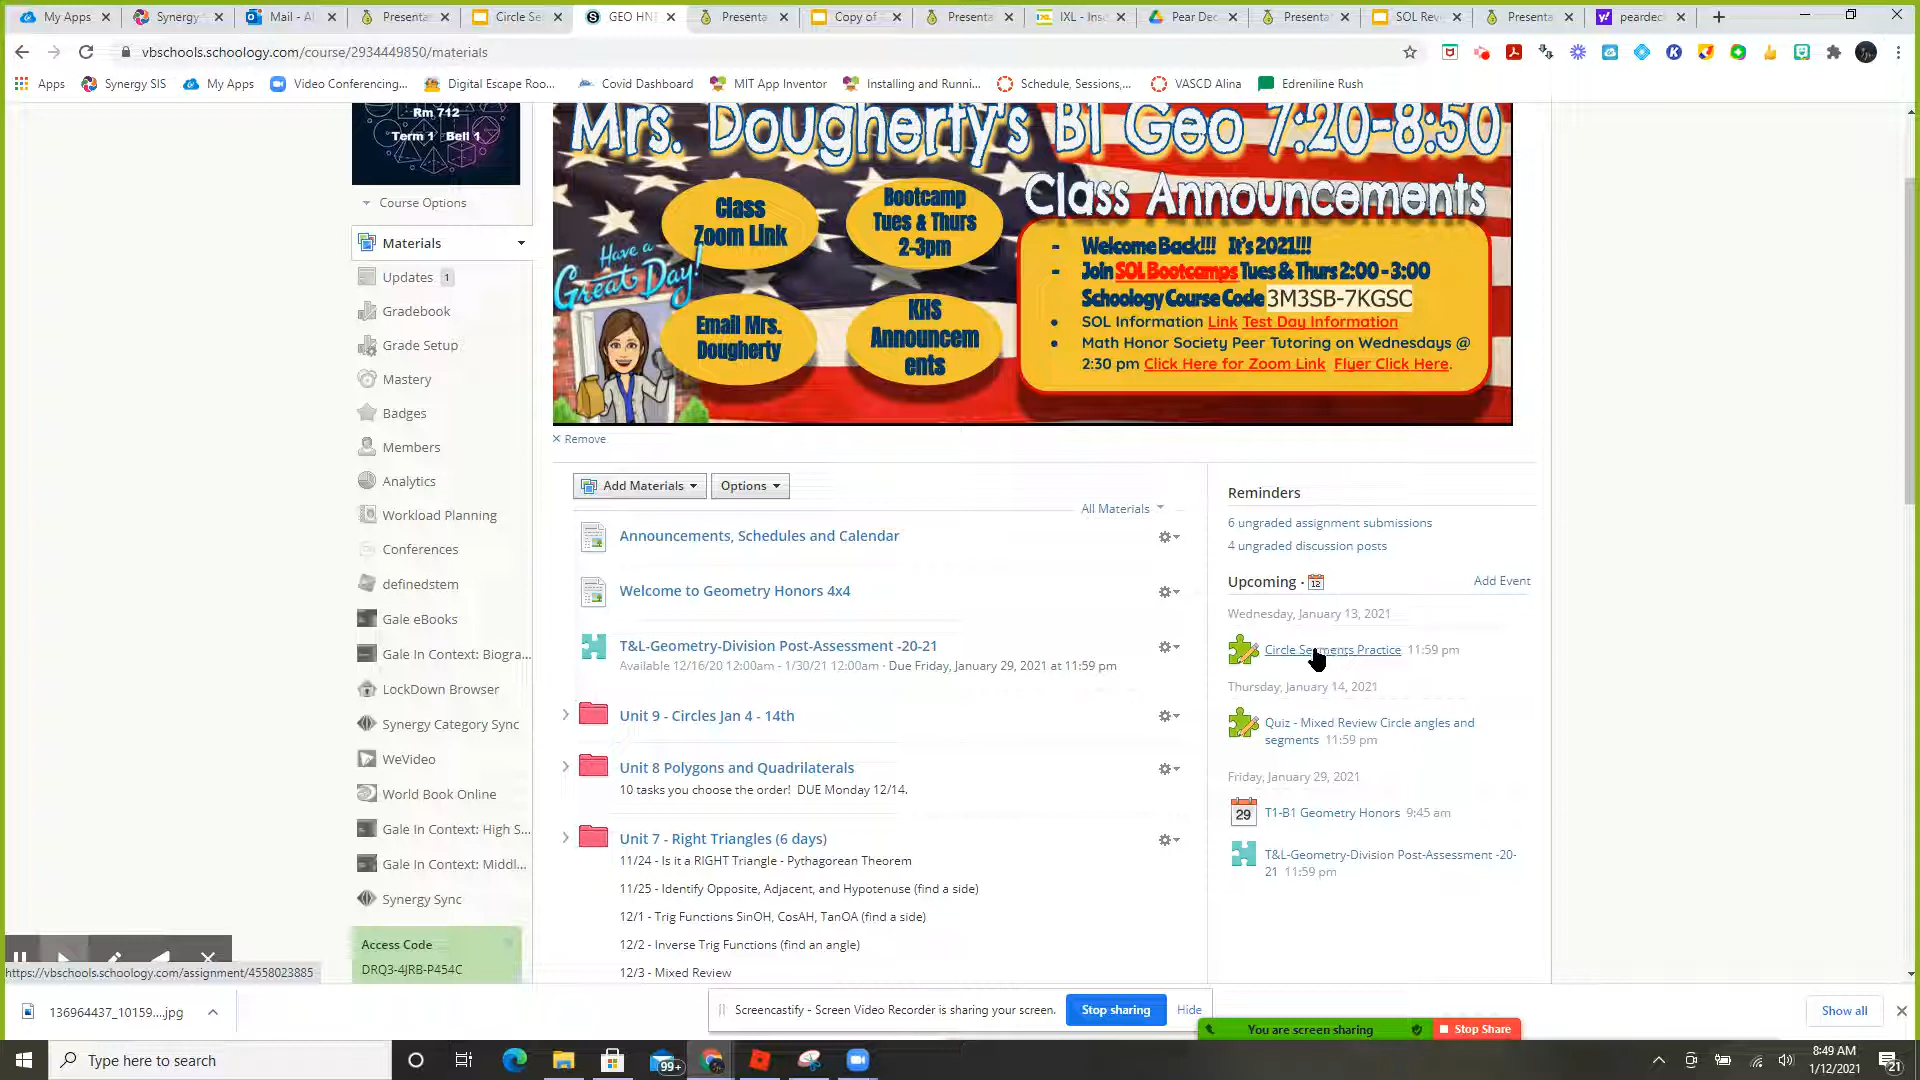 My Apps
Synergy
Mail - Al
Presenta
Circle Se
GEO HN
Presenta
Copy of
Presenta
IXL - Ins
Pear Dec
Presenta
SOL Rev
Presenta
peardeck
vbschools.schoology.com/course/2934449850/materials
Apps
Synergy SIS
My Apps
Video Conferencing...
Digital Escape Roo...
Covid Dashboard
MIT App Inventor
Installing and Runni...
Schedule, Sessions,...
VASCD Alina
Edreniline Rush
Rm 712
Term 1 Bell 1
Course Options
Materials
Updates 1
Gradebook
Grade Setup
Mastery
Badges
Members
Analytics
Workload Planning
Conferences
definedstem
Gale eBooks
Gale In Context: Biogra...
LockDown Browser
Synergy Category Sync
WeVideo
World Book Online
Gale In Context: High S...
Gale In Context: Middl...
Synergy Sync
Access Code
DRQ3-4JRB-P454C
Mrs. Dougherty's B1 Geo 7:20-8:50
Class
Zoom Link
Bootcamp
Tues & Thurs
2-3pm
Have a
Great Day!
Email Mrs.
Dougherty
KHS
Announcem
ents
Class Announcements
- Welcome Back!!! It's 2021!!!
- Join SOL Bootcamps Tues & Thurs 2:00 - 3:00
Schoology Course Code 3M3SB-7KGSC
• SOL Information Link Test Day Information
• Math Honor Society Peer Tutoring on Wednesdays @
2:30 pm Click Here for Zoom Link Flyer Click Here.
× Remove
Add Materials
Options
All Materials
Announcements, Schedules and Calendar
Welcome to Geometry Honors 4x4
T&L-Geometry-Division Post-Assessment -20-21
Available 12/16/20 12:00am - 1/30/21 12:00am · Due Friday, January 29, 2021 at 11:59 pm
Unit 9 - Circles Jan 4 - 14th
Unit 8 Polygons and Quadrilaterals
10 tasks you choose the order! DUE Monday 12/14.
Unit 7 - Right Triangles (6 days)
11/24 - Is it a RIGHT Triangle - Pythagorean Theorem
11/25 - Identify Opposite, Adjacent, and Hypotenuse (find a side)
12/1 - Trig Functions SinOH, CosAH, TanOA (find a side)
12/2 - Inverse Trig Functions (find an angle)
12/3 - Mixed Review
Reminders
6 ungraded assignment submissions
4 ungraded discussion posts
Upcoming · 12
Add Event
Wednesday, January 13, 2021
Circle Segments Practice 11:59 pm
Thursday, January 14, 2021
Quiz - Mixed Review Circle angles and
segments 11:59 pm
Friday, January 29, 2021
29 T1-B1 Geometry Honors 9:45 am
T&L-Geometry-Division Post-Assessment -20-
21 11:59 pm
https://vbschools.schoology.com/assignment/4558023885
136964437_10159....jpg
Screencastify - Screen Video Recorder is sharing your screen.
Stop sharing
Hide
Show all
You are screen sharing
Stop Share
Type here to search
99+
8:49 AM
1/12/2021
21